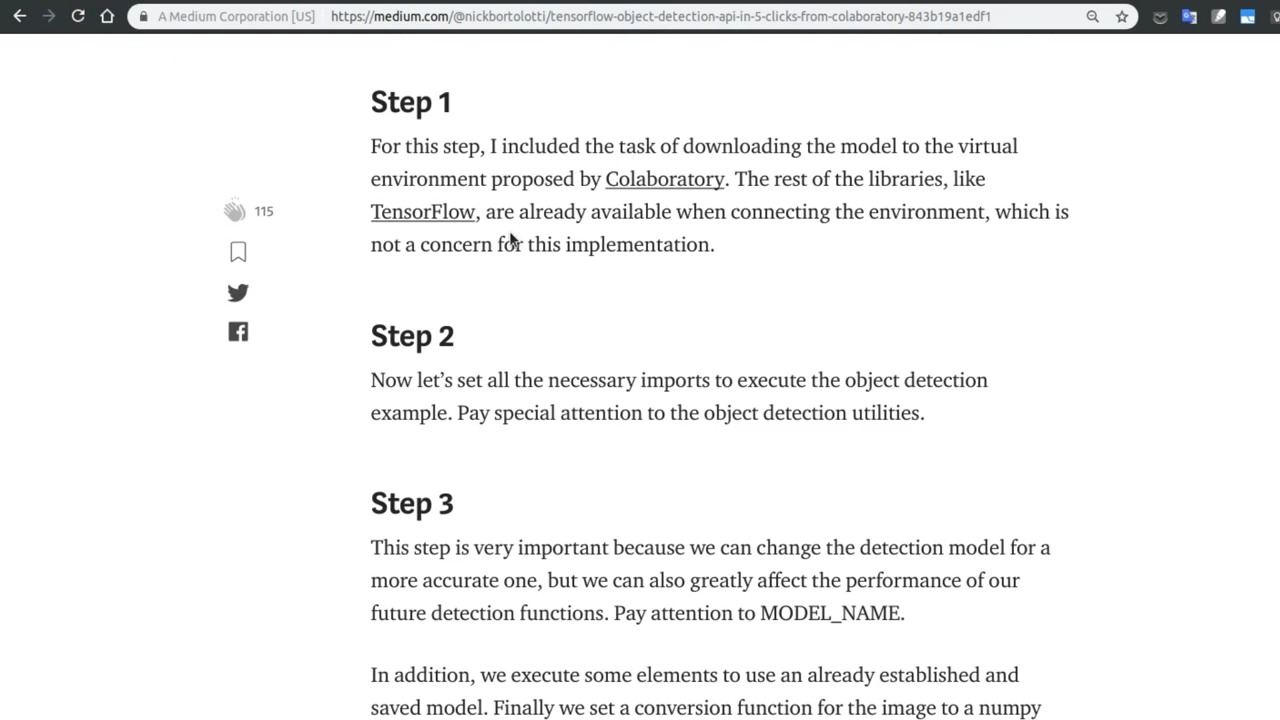 A Medium Corporation [US] https://medium.com/@nickbortolotti/tensorflow-object-detection-api-in-5-clicks-from-colaboratory-843b19a1edf1
Step 1
For this step, I included the task of downloading the model to the virtual
environment proposed by Colaboratory. The rest of the libraries, like
TensorFlow, are already available when connecting the environment, which is
not a concern for this implementation.
115
Step 2
Now let’s set all the necessary imports to execute the object detection
example. Pay special attention to the object detection utilities.
Step 3
This step is very important because we can change the detection model for a
more accurate one, but we can also greatly affect the performance of our
future detection functions. Pay attention to MODEL_NAME.
In addition, we execute some elements to use an already established and
saved model. Finally we set a conversion function for the image to a numpy